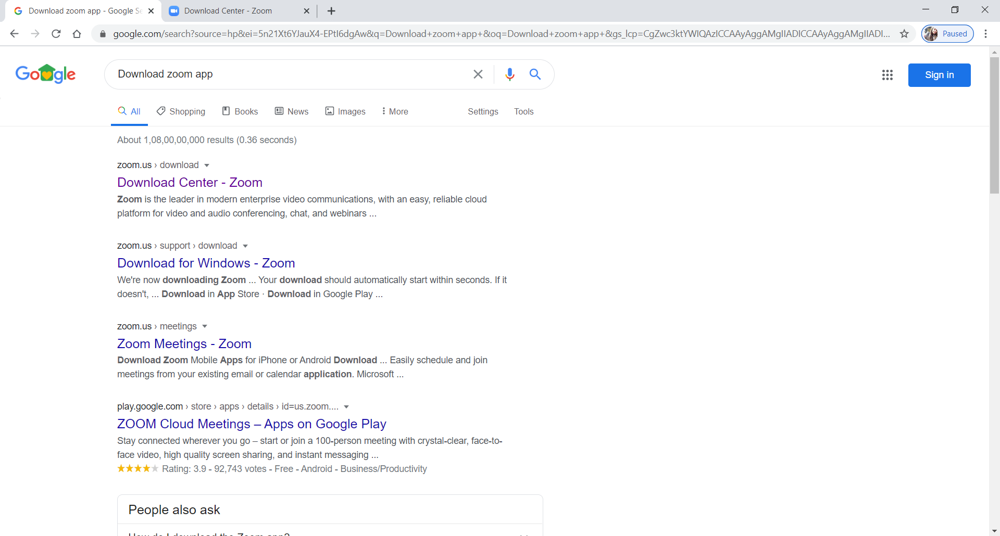 Download zoom app - Google Se
Download Center - Zoom
google.com/search?source=hp&ei=5n21Xt6YJauX4-EPtI6dgAw&q=Download+zoom+app+&oq=Download+zoom+app+&gs_lcp=CgZwc3ktYWIQAzICCAAyAggAMgIIADICCAAyAggAMgIIADI...
Paused
Google
Download zoom app
Sign in
All
Shopping
Books
News
Images
More
Settings
Tools
About 1,08,00,00,000 results (0.36 seconds)
zoom.us › download
Download Center - Zoom
Zoom is the leader in modern enterprise video communications, with an easy, reliable cloud
platform for video and audio conferencing, chat, and webinars ...
zoom.us › support › download
Download for Windows - Zoom
We're now downloading Zoom ... Your download should automatically start within seconds. If it
doesn't, ... Download in App Store · Download in Google Play ...
zoom.us › meetings
Zoom Meetings - Zoom
Download Zoom Mobile Apps for iPhone or Android Download ... Easily schedule and join
meetings from your existing email or calendar application. Microsoft ...
play.google.com › store › apps › details › id=us.zoom....
ZOOM Cloud Meetings – Apps on Google Play
Stay connected wherever you go – start or join a 100-person meeting with crystal-clear, face-to-
face video, high quality screen sharing, and instant messaging ...
Rating: 3.9 - 92,743 votes - Free - Android - Business/Productivity
People also ask
How do I download the Zoom app?